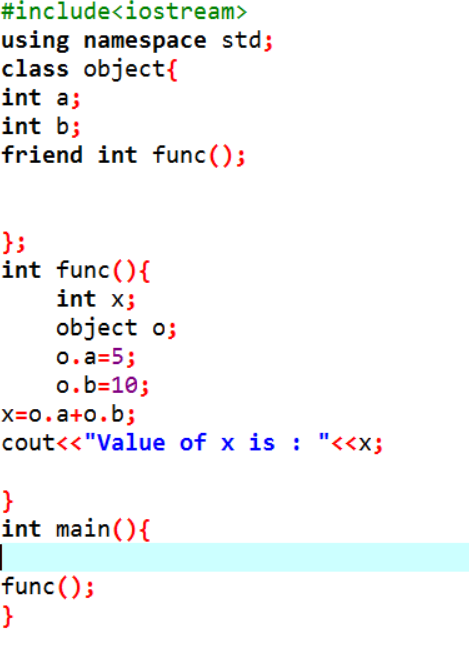 #include<iostream>
using namespace std;
class object{
int a;
int b;
friend int func();
};
int func(){
    int x;
    object o;
    o.a=5;
    o.b=10;
x=o.a+o.b;
cout<<"Value of x is : "<<x;
}
int main(){
func();
}